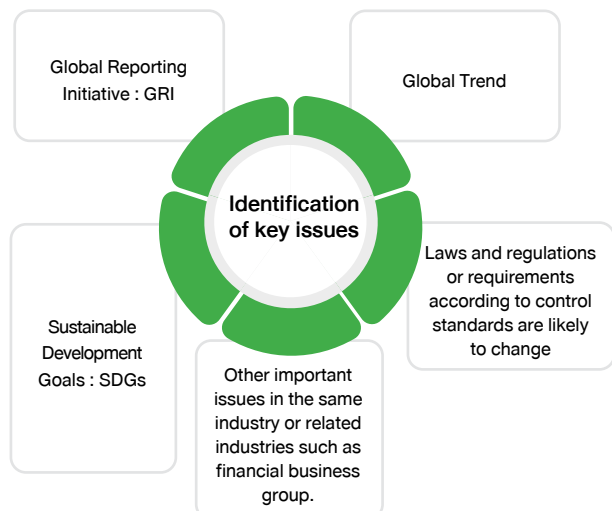 Global Reporting
Initiative : GRI
Global Trend
Identification
of key issues
Laws and regulations
or requirements
according to control
standards are likely
to change
Sustainable
Development
Goals : SDGs
Other important
issues in the same
industry or related
industries such as
financial business
group.